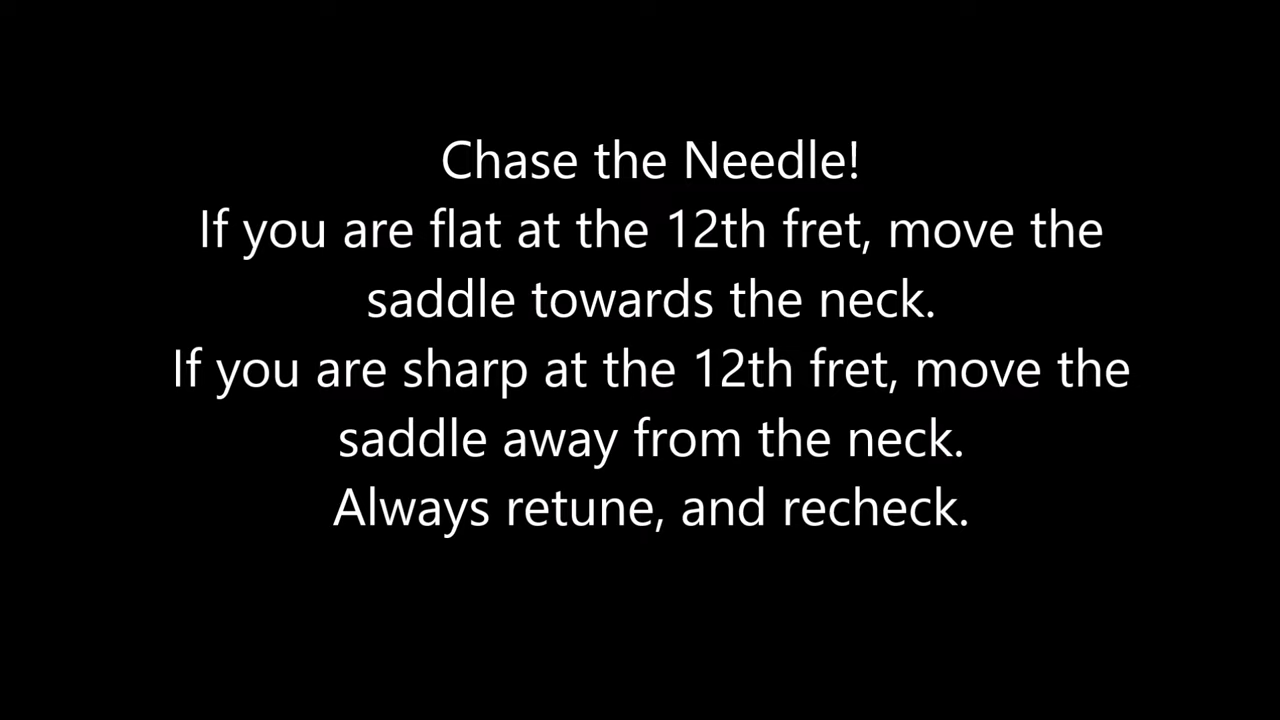 Chase the Needle!
If you are flat at the 12th fret, move the
saddle towards the neck.
If you are sharp at the 12th fret, move the
saddle away from the neck.
Always retune, and recheck.